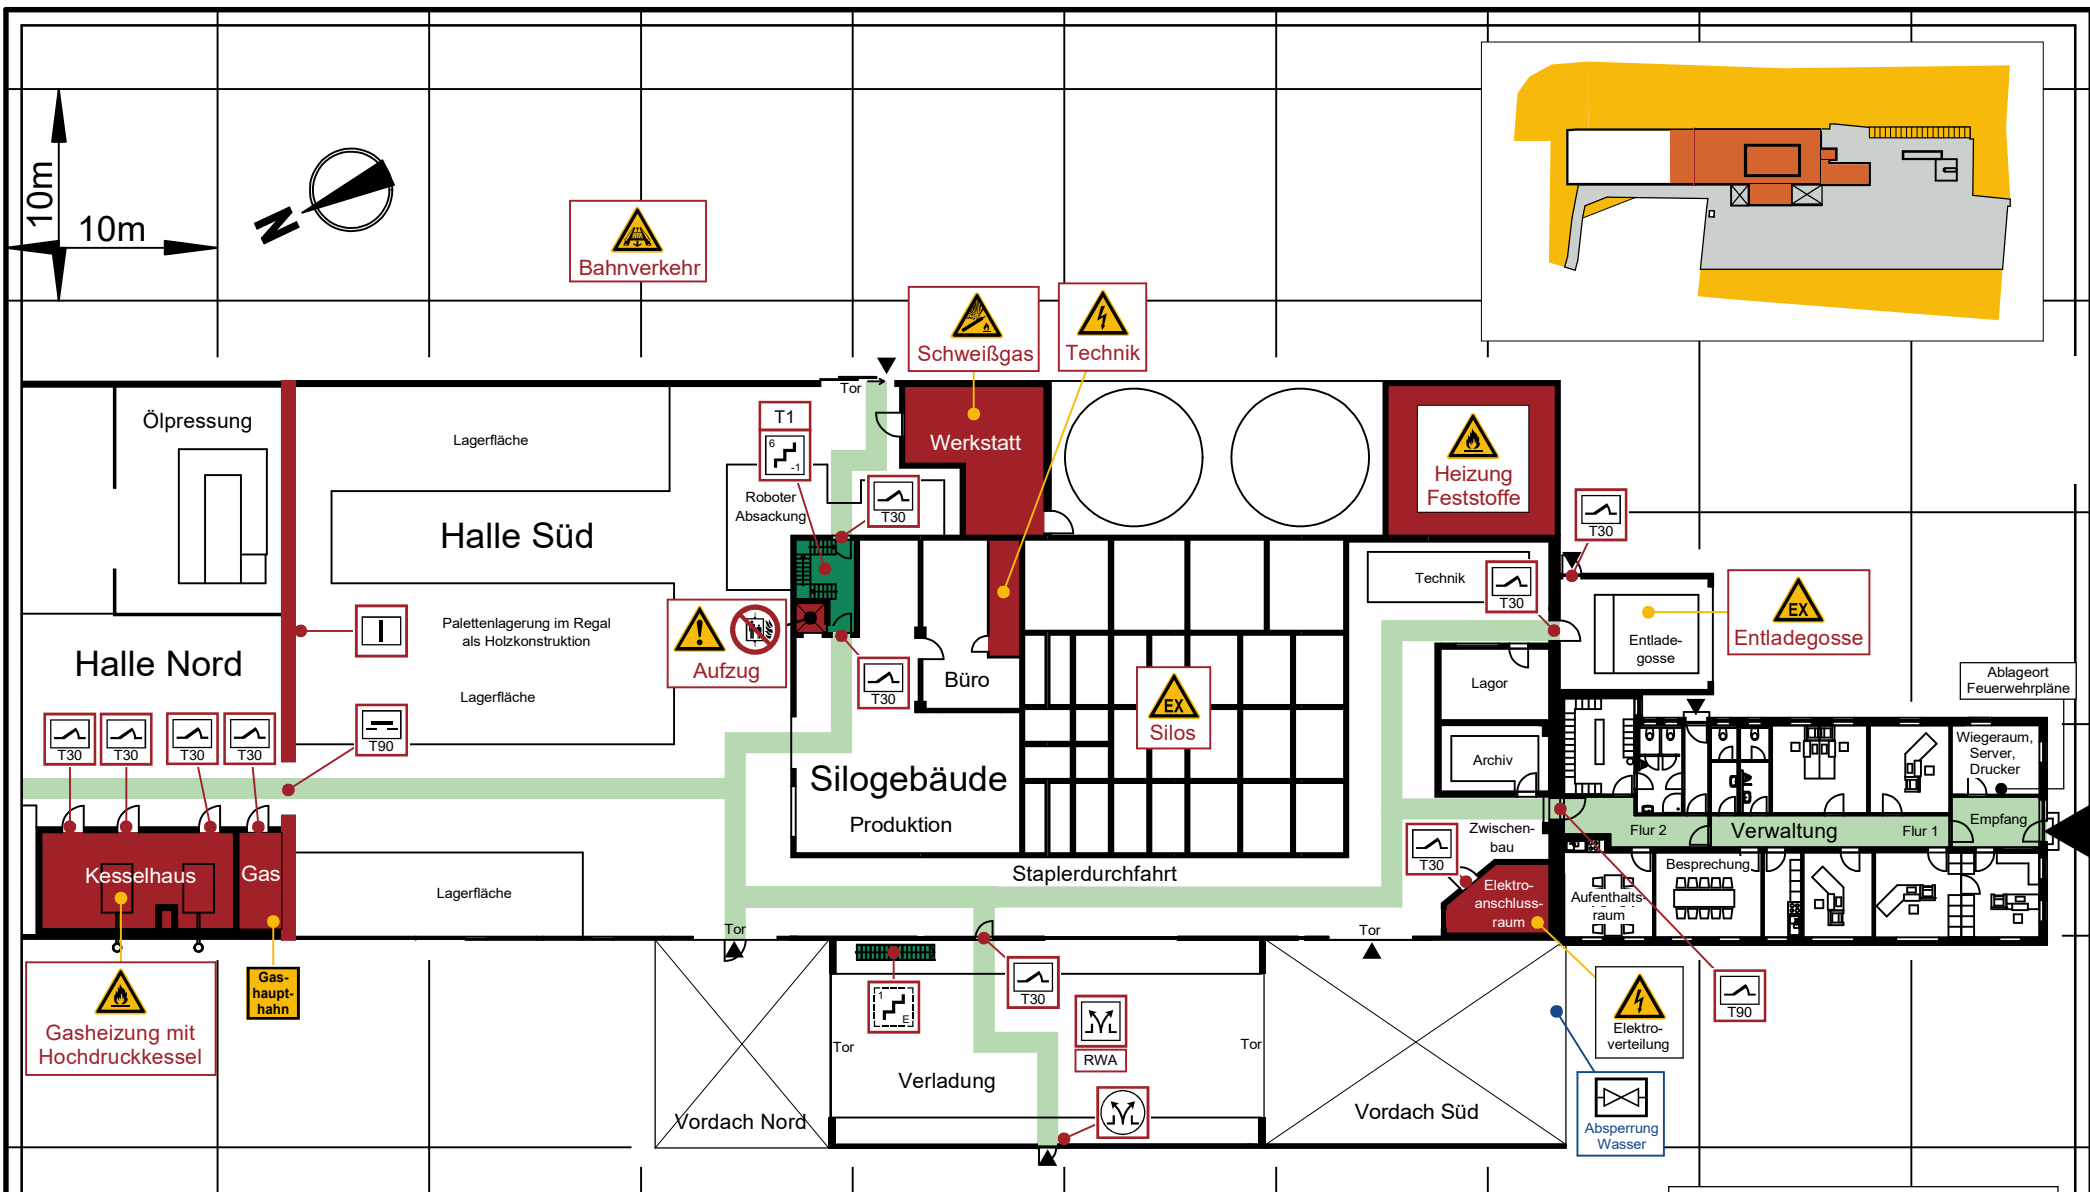 10m
10m
N
Bahnverkehr
Schweißgas
Technik
Tor
Ölpressung
Lagerfläche
T1
6
-1
Werkstatt
Heizung
Feststoffe
Roboter
Absackung
T30
T30
Halle Süd
Technik
T30
EX
Entladegosse
Entlade-
gosse
Palettenlagerung im Regal
als Holzkonstruktion
Halle Nord
Aufzug
T30
Büro
EX
Silos
Lagor
Ablageort
Feuerwehrpläne
Lagerfläche
T30
T30
T30
T30
T90
Wiegeraum,
Server,
Drucker
Archiv
Silogebäude
Produktion
Zwischen-
bau
Flur 2
Verwaltung
Flur 1
Empfang
T30
Besprechung
Kesselhaus
Gas
Lagerfläche
Staplerdurchfahrt
Elektro-
anschluss-
raum
Aufenthalts-
raum
Tor
Tor
Gas-
haupt-
hahn
1
E
T30
T90
Gasheizung mit
Hochdruckkessel
Tor
RWA
Tor
Elektro-
verteilung
Verladung
Vordach Nord
Vordach Süd
Absperrung
Wasser